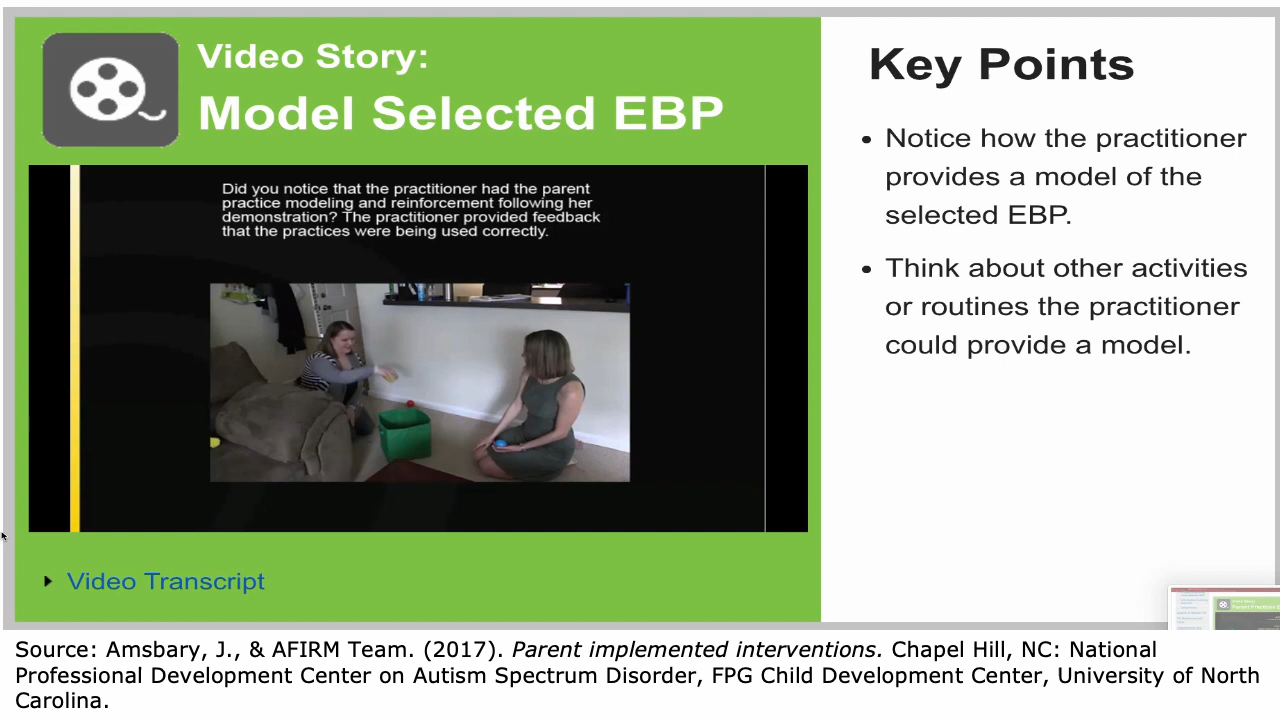 Video Story:
Model Selected EBP
Did you notice that the practitioner had the parent
practice modeling and reinforcement following her
demonstration? The practitioner provided feedback
that the practices were being used correctly.
Video Transcript
Key Points
• Notice how the practitioner
provides a model of the
selected EBP.
• Think about other activities
or routines the practitioner
could provide a model.
Source: Amsbary, J., & AFIRM Team. (2017). Parent implemented interventions. Chapel Hill, NC: National
Professional Development Center on Autism Spectrum Disorder, FPG Child Development Center, University of North
Carolina.